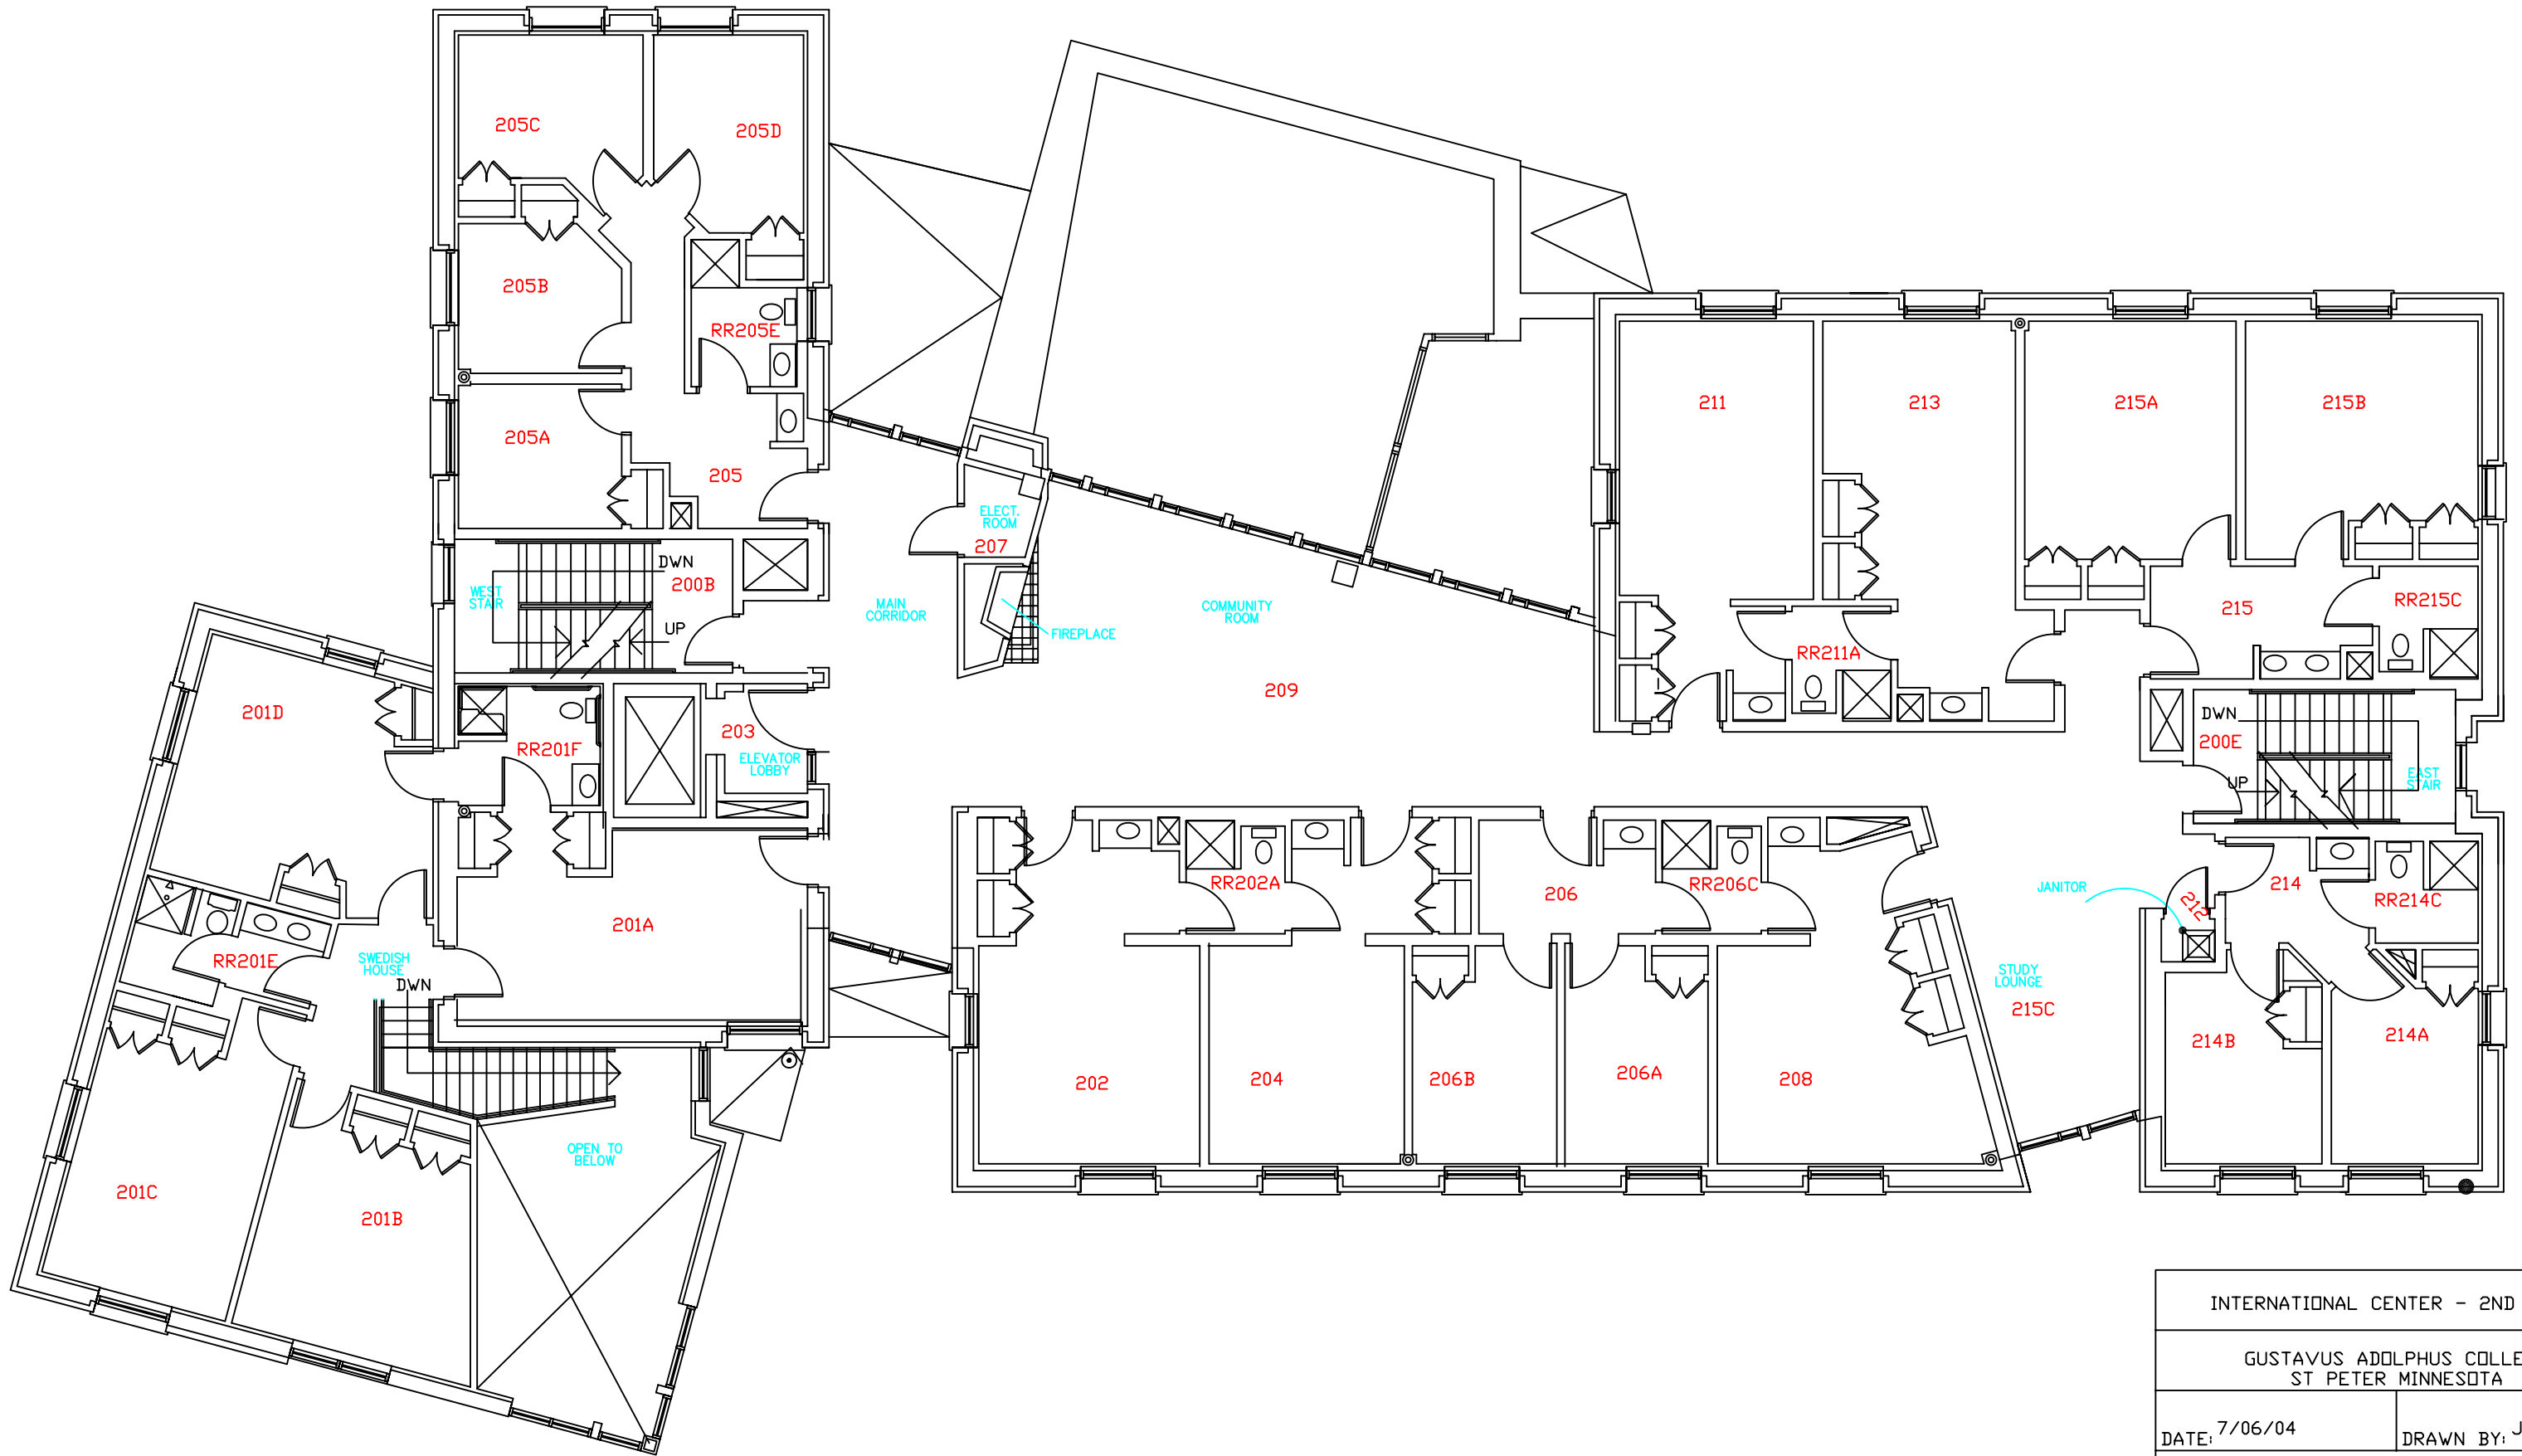 205C
205D
205B
RR205E
205A
205
211
213
215A
215B
ELECT.
ROOM
207
DWN
200B
WEST
STAIR
UP
MAIN
CORRIDOR
COMMUNITY
ROOM
FIREPLACE
215
RR215C
RR211A
209
201D
203
RR201F
ELEVATOR
LOBBY
DWN
200E
UP
EAST
STAIR
RR202A
206
RR206C
JANITOR
212
214
RR214C
201A
RR201E
SWEDISH
HOUSE
DWN
STUDY
LOUNGE
215C
214B
214A
202
204
206B
206A
208
OPEN TO
BELOW
201C
201B
INTERNATIONAL CENTER - 2ND
GUSTAVUS ADOLPHUS COLLE
ST PETER MINNESOTA
DATE: 7/06/04
DRAWN BY: J